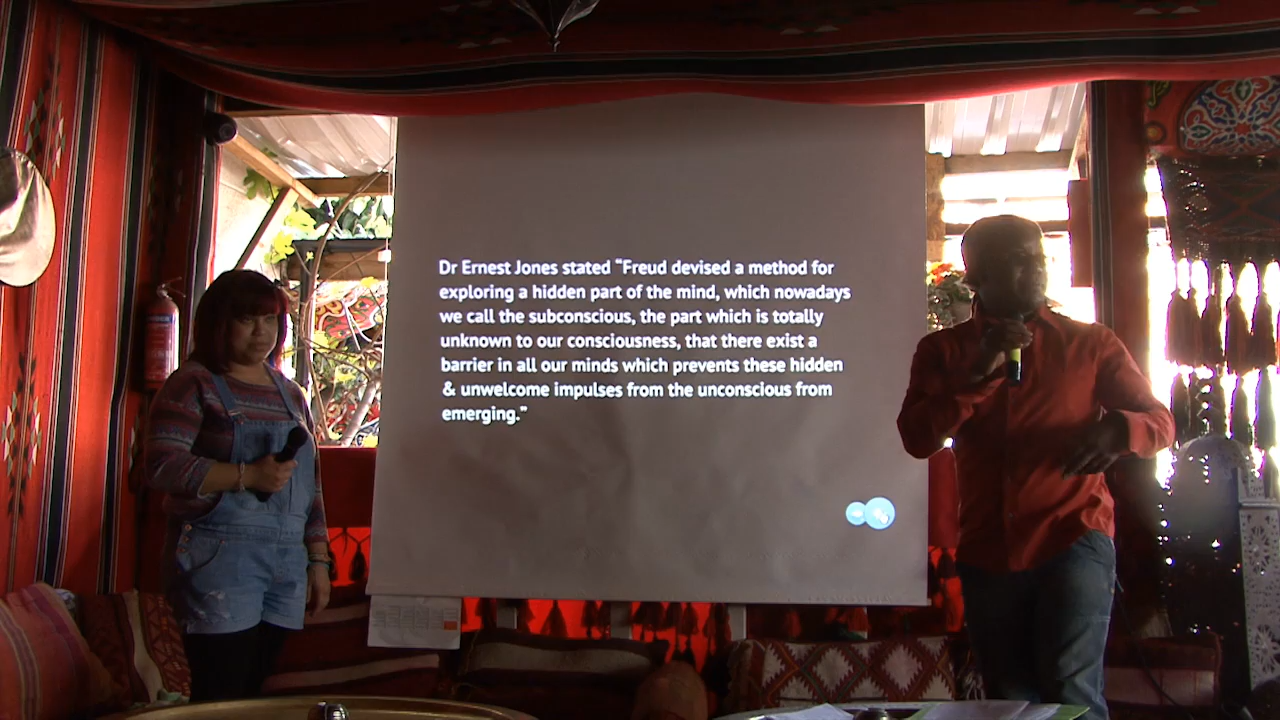 Dr Ernest Jones stated "Freud devised a method for
exploring a hidden part of the mind, which nowadays
we call the subconscious, the part which is totally
unknown to our consciousness, that there exist a
barrier in all our minds which prevents these hidden
& unwelcome impulses from the unconscious from
emerging."